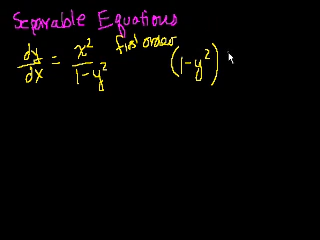 Separable Equations
dy/dx = x²/(1-y²) first order (1-y²)